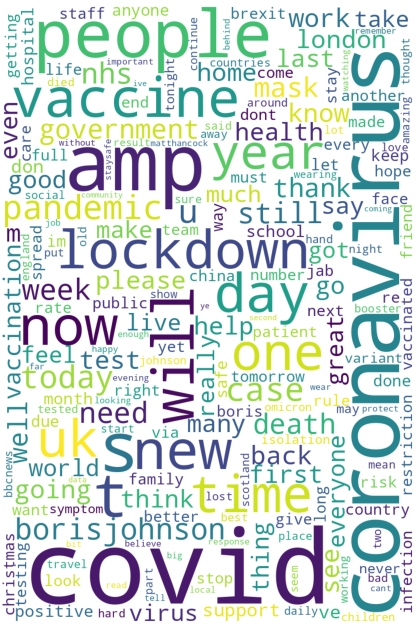 staff
anyone
brexit
work
take
getting
hospital
people
london
continue
behind
remember
life
nhs
important
ive
tonight
countries
home
come
last
another
thought
died
watching
vaccine
end
mask
stay
made
amazing
even
care
without
result
matthancock
around
dont
know
lot
government
said
away
health
every
keep
love
full
staysafe
wearing
don
amp
year
must
let
hope
good
social
community
sure
thank
face
pandemic
u
still
say
much
way
coming
coronavirus
friend
m
england
job
make
team
school
hand
night
spread
im
put
old
lockdown
got
vaccination
please
china
number
jab
go
re
vaccinated
week
public
show
ye
next
booster
rate
now
live
will
day
great
help
variant
feel
far
happy
enough
yet
second
patient
done
test
johnson
really
safe
one
tomorrow
wear
today
evening
looking
right
case
month
boris
omicron
rule
may
protect
well
tested
need
due
start
via
many
death
isolation
restriction
uk
snew
back
mean
bbcnews
data
world
family
lost
scotland
first
everyone
risk
going
t
think
time
long
want
symptom
better
best
give
country
two
borisjohnson
thing
place
see
never
christmas
testing
hit
believe
big
response
working
bad
infection
covid
travel
look
read
part
tell
stop
local
seem
cant
positive
hard
virus
support
daily
ve
children